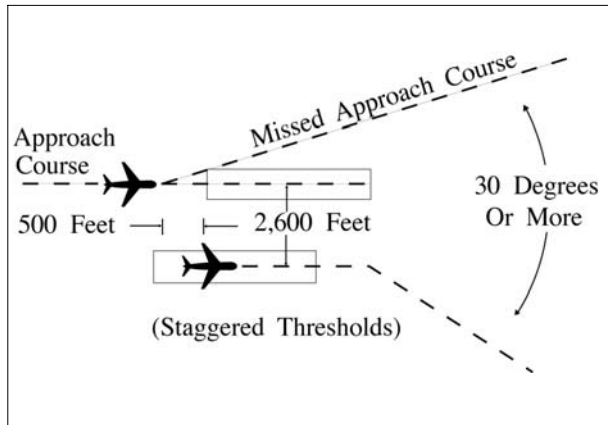 Missed Approach Course
Approach
Course
30 Degrees
Or More
500 Feet
2,600 Feet
(Staggered Thresholds)